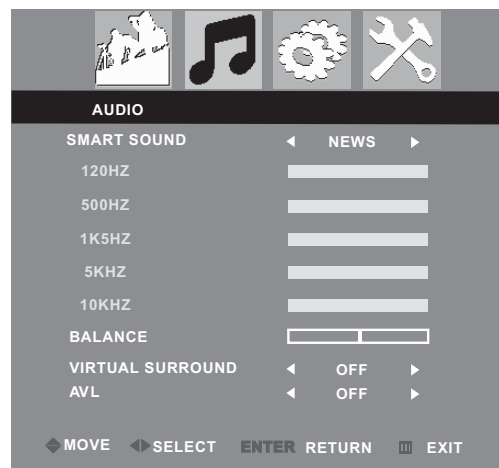 AUDIO
SMART SOUND NEWS
120HZ
500HZ
1K5HZ
5KHZ
10KHZ
BALANCE
VIRTUAL SURROUND OFF
AVL OFF
MOVE SELECT ENTER RETURN EXIT